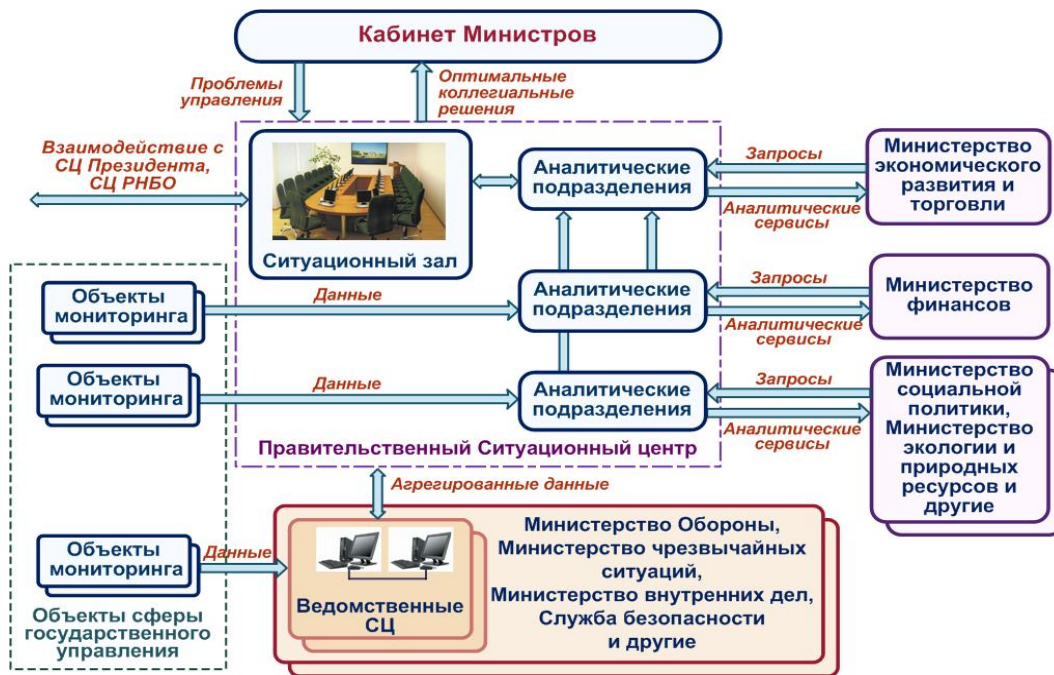 Кабинет Министров
Проблемы
управления
Оптимальные
коллегиальные
решения
Взаимодействие с
СЦ Президента,
СЦ РНБО
Ситуационный зал
Аналитические
подразделения
Запросы
Аналитические
сервисы
Министерство
экономического
развития и
торговли
Объекты
мониторинга
Данные
Аналитические
подразделения
Запросы
Аналитические
сервисы
Министерство
финансов
Объекты
мониторинга
Данные
Аналитические
подразделения
Запросы
Аналитические
сервисы
Министерство
социальной
политики,
Министерство
экологии и
природных
ресурсов и
другие
Правительственный Ситуационный центр
Агрегированные данные
Объекты
мониторинга
Данные
Ведомственные
СЦ
Министерство Обороны,
Министерство чрезвычайных
ситуаций,
Министерство внутренних дел,
Служба безопасности
и другие
Объекты сферы
государственного
управления